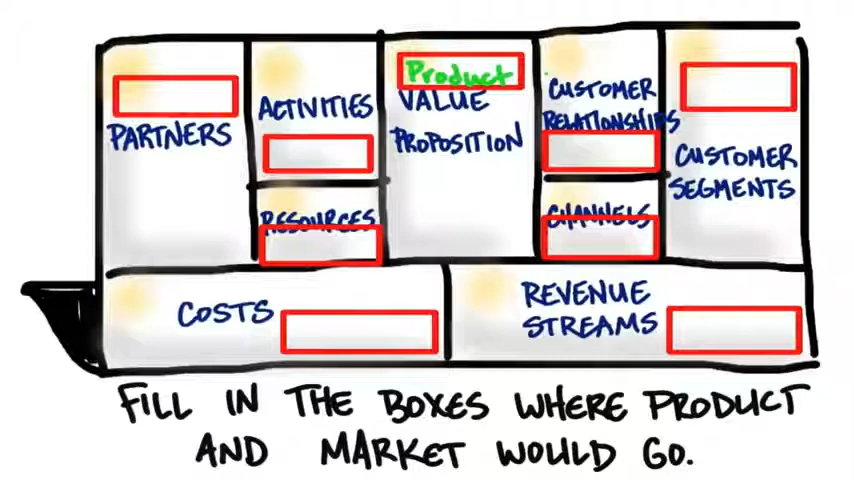 PARTNERS
ACTIVITIES
RESOURCES
Product
VALUE
PROPOSITION
CUSTOMER
RELATIONSHIPS
CHANNELS
CUSTOMER
SEGMENTS
COSTS
REVENUE
STREAMS
FILL IN THE BOXES WHERE PRODUCT
AND MARKET WOULD GO.